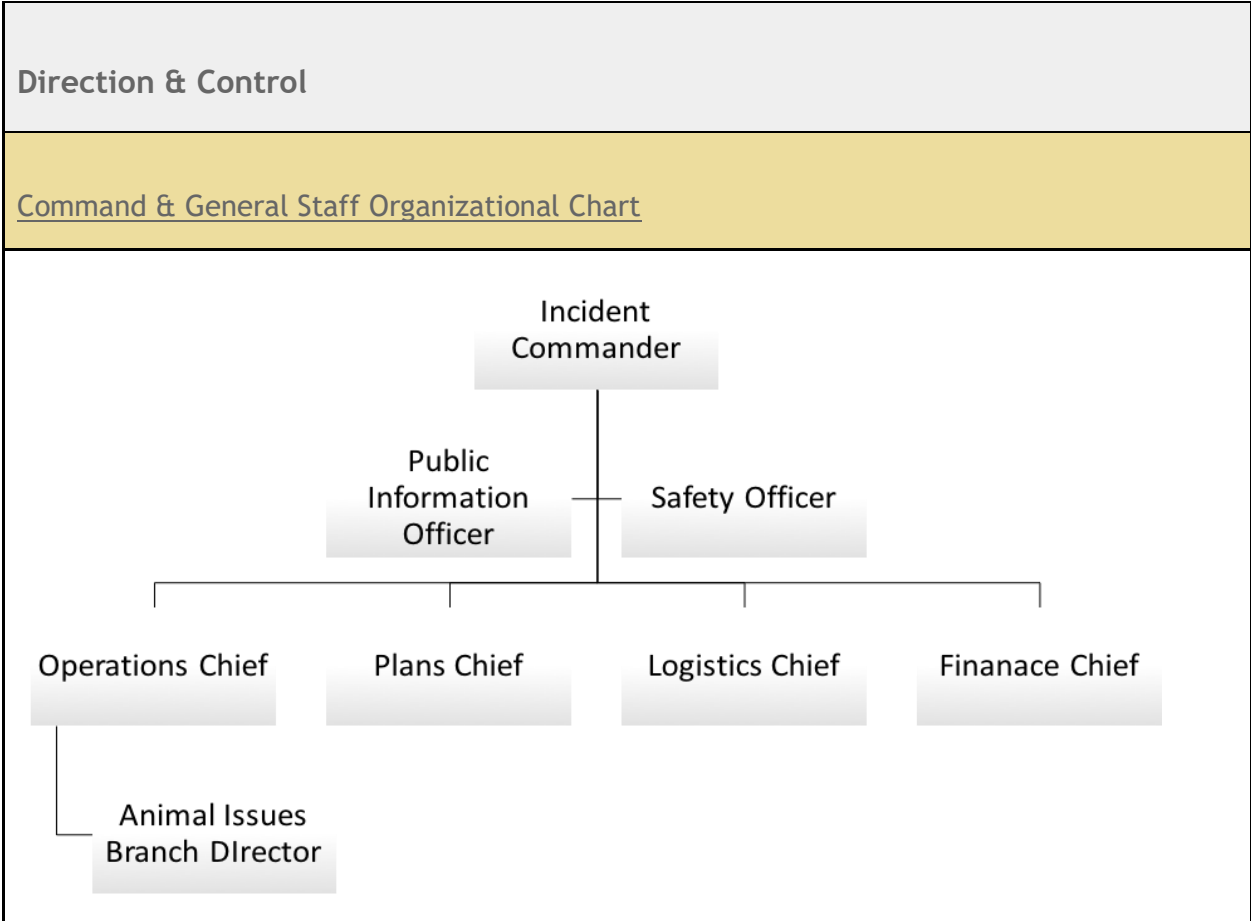 Direction & Control
Command & General Staff Organizational Chart
Incident
Commander
Public
Information
Officer
Safety Officer
Operations Chief
Plans Chief
Logistics Chief
Finanace Chief
Animal Issues
Branch DIrector